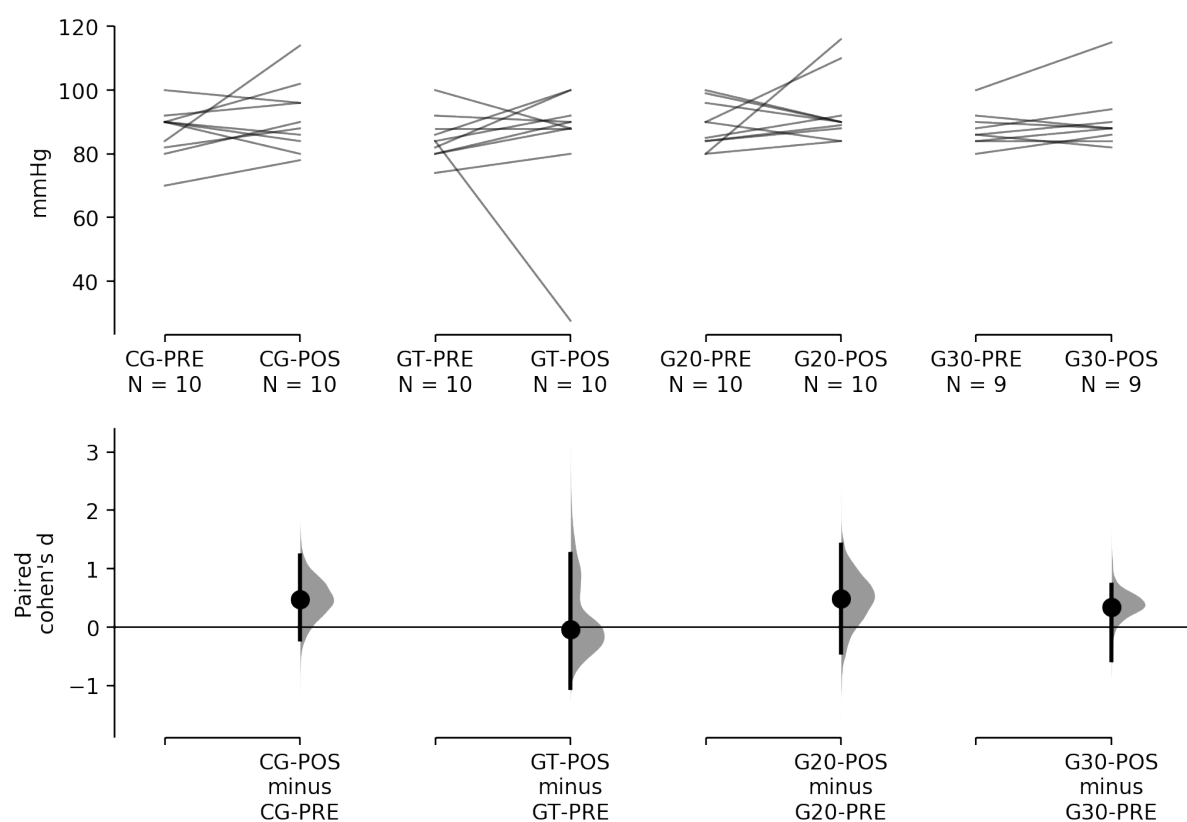 120
100
80
60
40
mmHg
CG-PRE
N = 10
CG-POS
N = 10
GT-PRE
N = 10
GT-POS
N = 10
G20-PRE
N = 10
G20-POS
N = 10
G30-PRE
N = 9
G30-POS
N = 9
3
2
1
0
−1
Paired
cohen's d
CG-POS
minus
CG-PRE
GT-POS
minus
GT-PRE
G20-POS
minus
G20-PRE
G30-POS
minus
G30-PRE